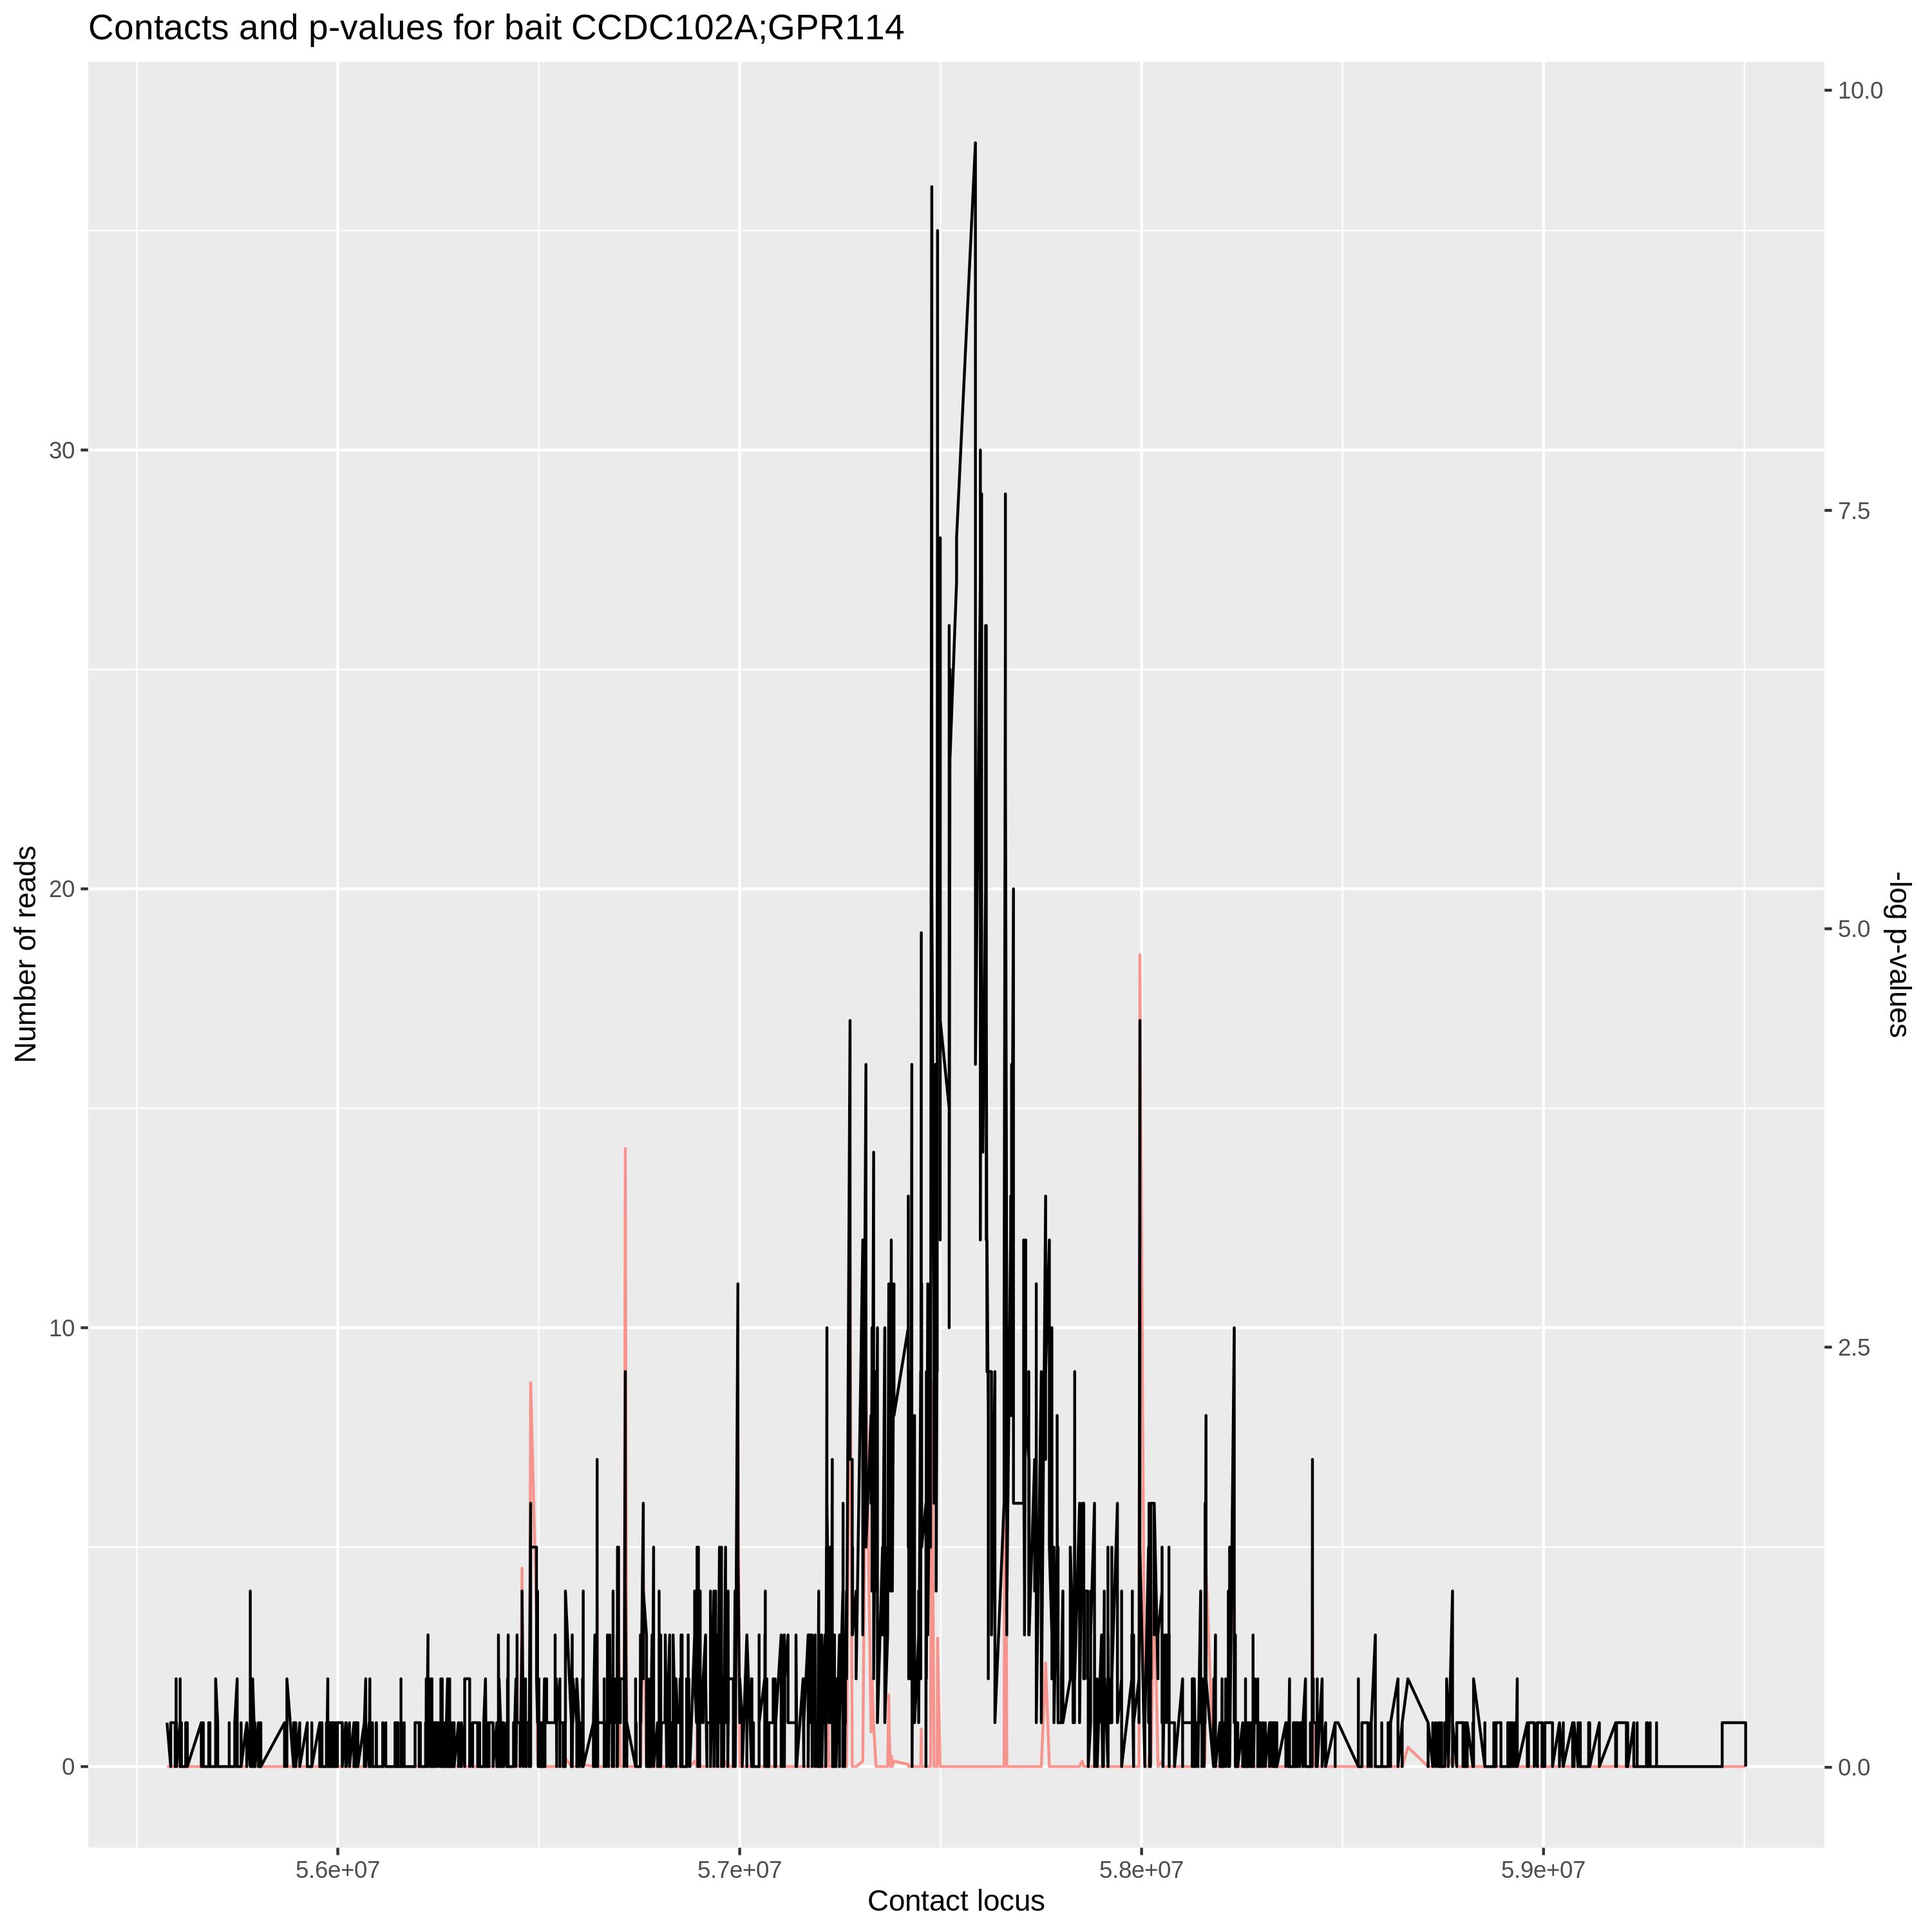 Contacts and p-values for bait CCDC102A;GPR114
10.0
30
7.5
20
5.0
Number of reads
-log p-values
10
2.5
0
0.0
5.6e+07
5.7e+07
5.8e+07
5.9e+07
Contact locus